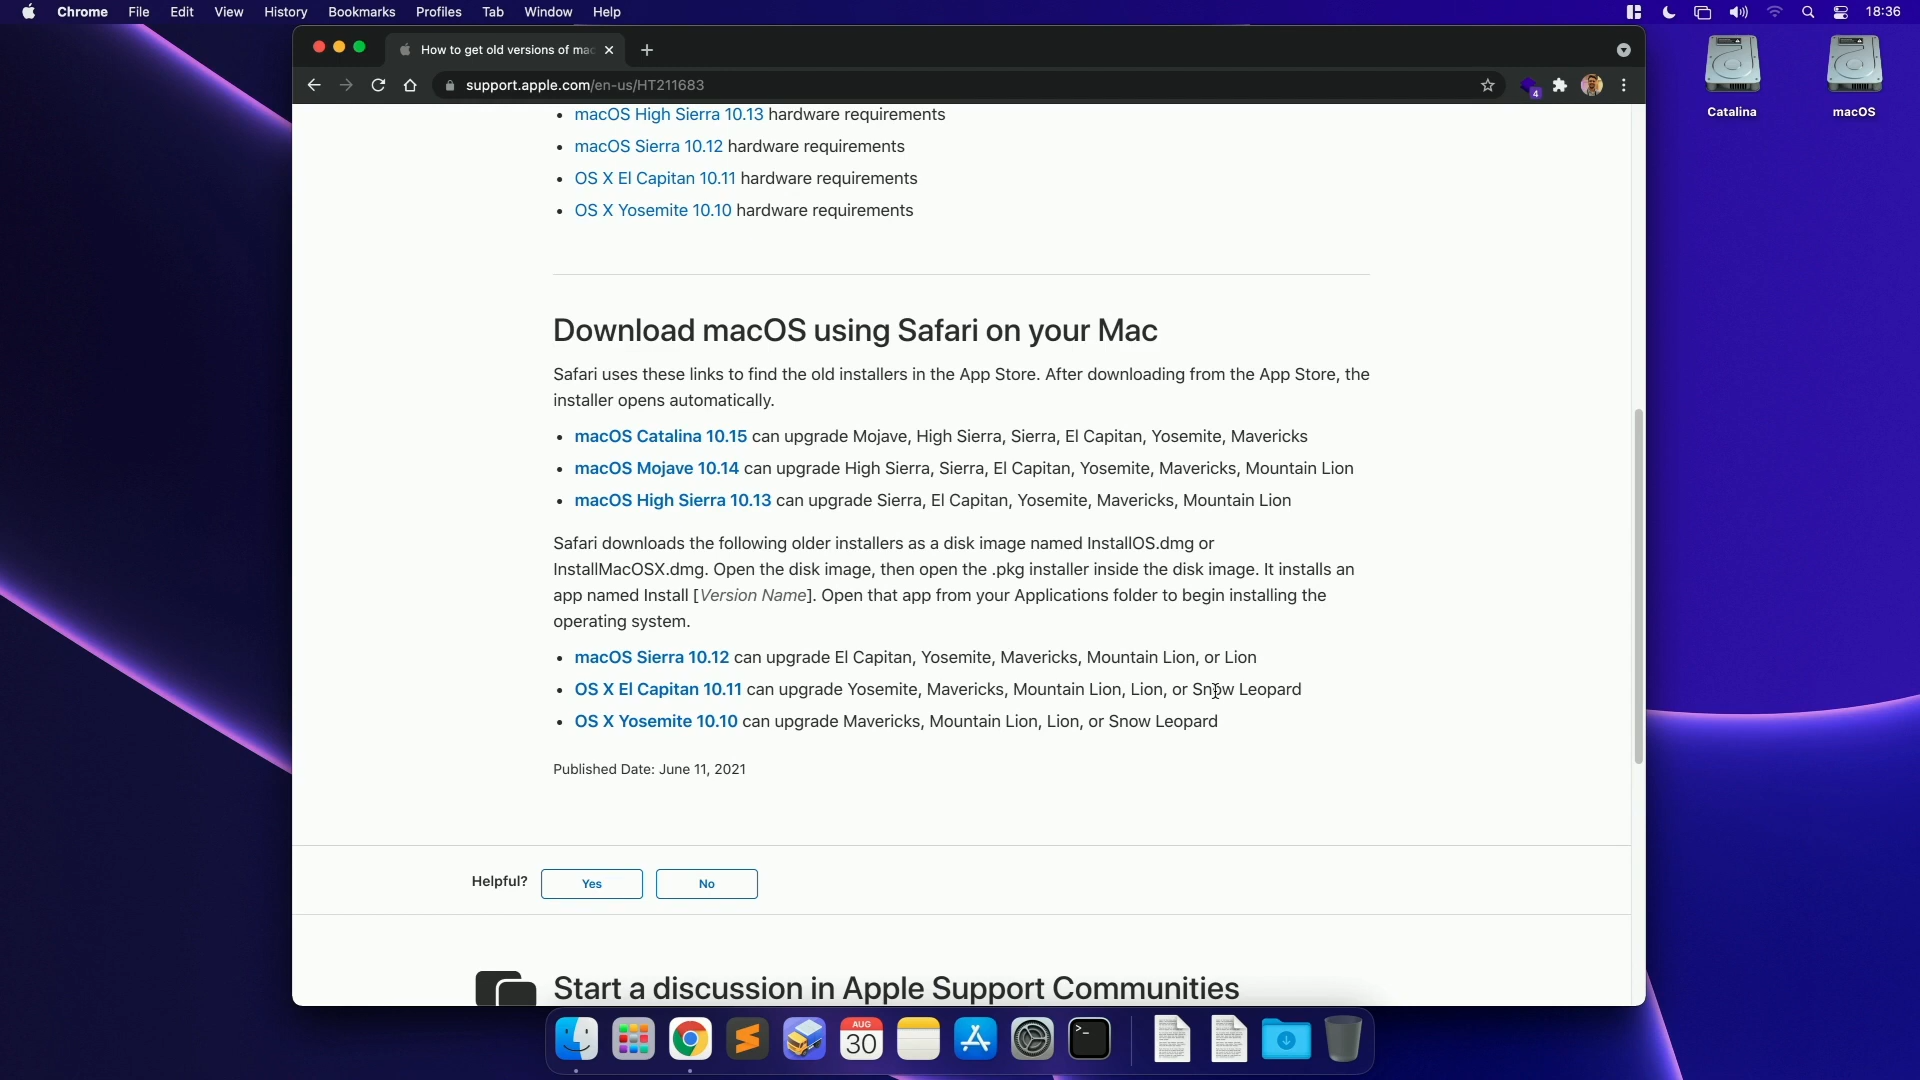 Chrome File Edit View History Bookmarks Profiles Tab Window Help 18:36
How to get old versions of mac
support.apple.com/en-us/HT211683
4
Catalina macOS
macOS High Sierra 10.13 hardware requirements
macOS Sierra 10.12 hardware requirements
OS X El Capitan 10.11 hardware requirements
OS X Yosemite 10.10 hardware requirements
Download macOS using Safari on your Mac
Safari uses these links to find the old installers in the App Store. After downloading from the App Store, the
installer opens automatically.
macOS Catalina 10.15 can upgrade Mojave, High Sierra, Sierra, El Capitan, Yosemite, Mavericks
macOS Mojave 10.14 can upgrade High Sierra, Sierra, El Capitan, Yosemite, Mavericks, Mountain Lion
macOS High Sierra 10.13 can upgrade Sierra, El Capitan, Yosemite, Mavericks, Mountain Lion
Safari downloads the following older installers as a disk image named InstallOS.dmg or
InstallMacOSX.dmg. Open the disk image, then open the .pkg installer inside the disk image. It installs an
app named Install [Version Name]. Open that app from your Applications folder to begin installing the
operating system.
macOS Sierra 10.12 can upgrade El Capitan, Yosemite, Mavericks, Mountain Lion, or Lion
OS X El Capitan 10.11 can upgrade Yosemite, Mavericks, Mountain Lion, Lion, or Snow Leopard
OS X Yosemite 10.10 can upgrade Mavericks, Mountain Lion, Lion, or Snow Leopard
Published Date: June 11, 2021
Helpful? Yes No
Start a discussion in Apple Support Communities
AUG
30
>_